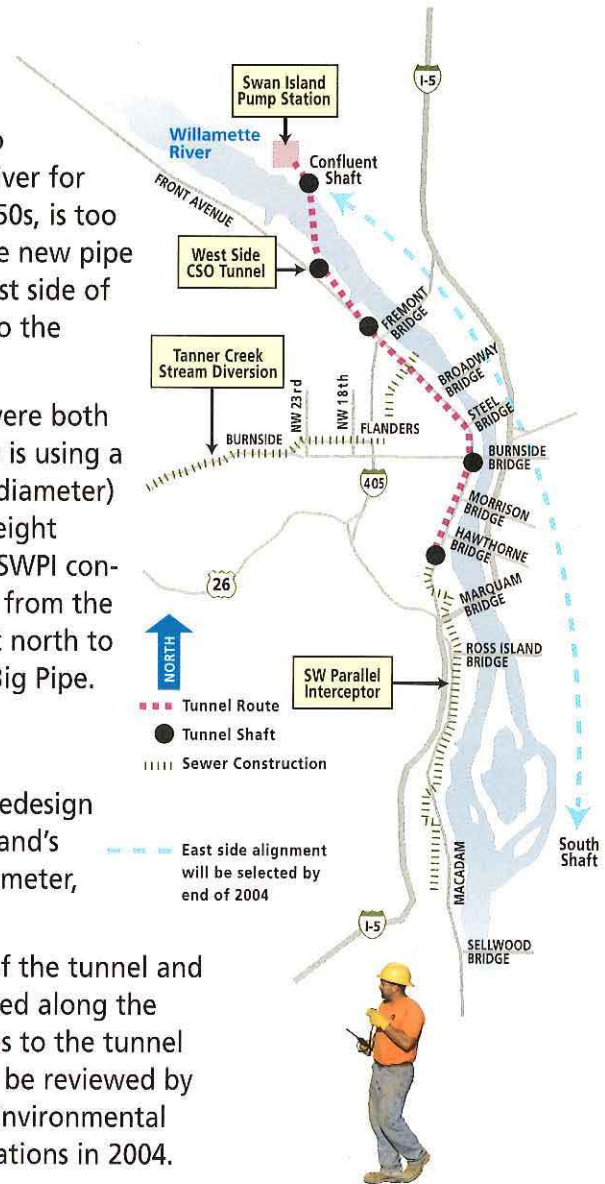 iver for
50s, is too
e new pipe
st side of
o the
were both
is using a
diameter)
eight
SWPI con-
from the
t north to
Big Pipe.
edesign
and's
meter,
f the tunnel and
ed along the
s to the tunnel
be reviewed by
nvironmental
ations in 2004.
I-5
Swan Island
Pump Station
Willamette
River
Confluent
Shaft
FRONT AVENUE
West Side
CSO Tunnel
FREMONT
BRIDGE
Tanner Creek
Stream Diversion
BROADWAY
BRIDGE
STEEL
BRIDGE
NW 23rd
NW 18th
FLANDERS
BURNSIDE
BURNSIDE
BRIDGE
405
MORRISON
BRIDGE
HAWTHORNE
BRIDGE
26
MARQUAM
BRIDGE
ROSS ISLAND
BRIDGE
NORTH
SW Parallel
Interceptor
Tunnel Route
Tunnel Shaft
Sewer Construction
East side alignment
will be selected by
end of 2004
MACADAM
South
Shaft
I-5
SELLWOOD
BRIDGE